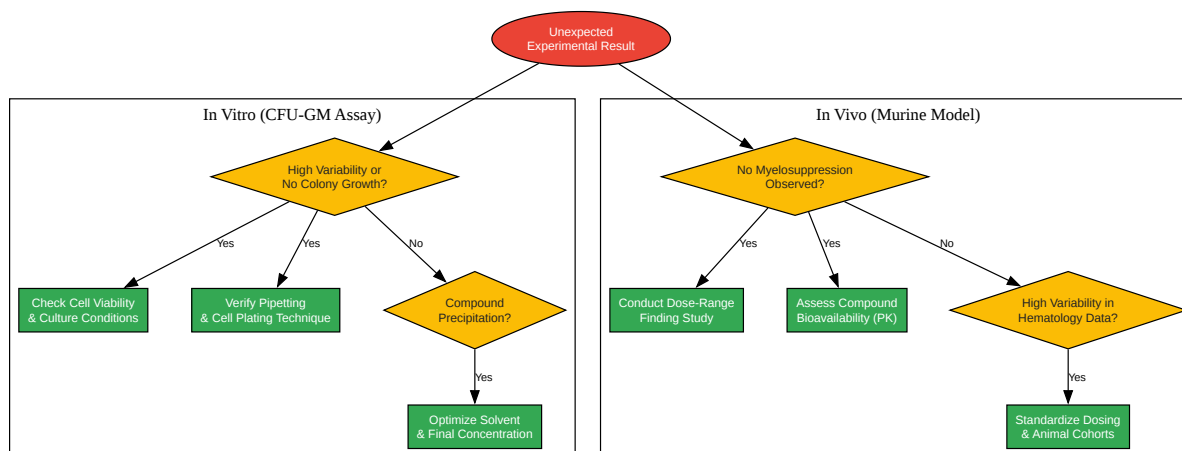 Unexpected
Experimental Result
In Vitro (CFU-GM Assay)
High Variability or
No Colony Growth?
Yes
Yes
No
Check Cell Viability
& Culture Conditions
Verify Pipetting
& Cell Plating Technique
Compound
Precipitation?
Yes
Optimize Solvent
& Final Concentration
In Vivo (Murine Model)
No Myelosuppression
Observed?
Yes
Yes
No
Conduct Dose-Range
Finding Study
Assess Compound
Bioavailability (PK)
High Variability in
Hematology Data?
Yes
Standardize Dosing
& Animal Cohorts